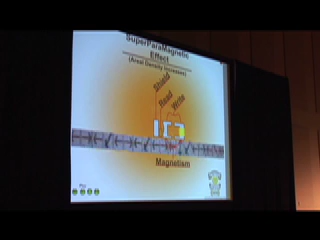 SuperParaMagnetic
Effect
(Areal Density Increases)
Shield
Read
Write
Magnetism